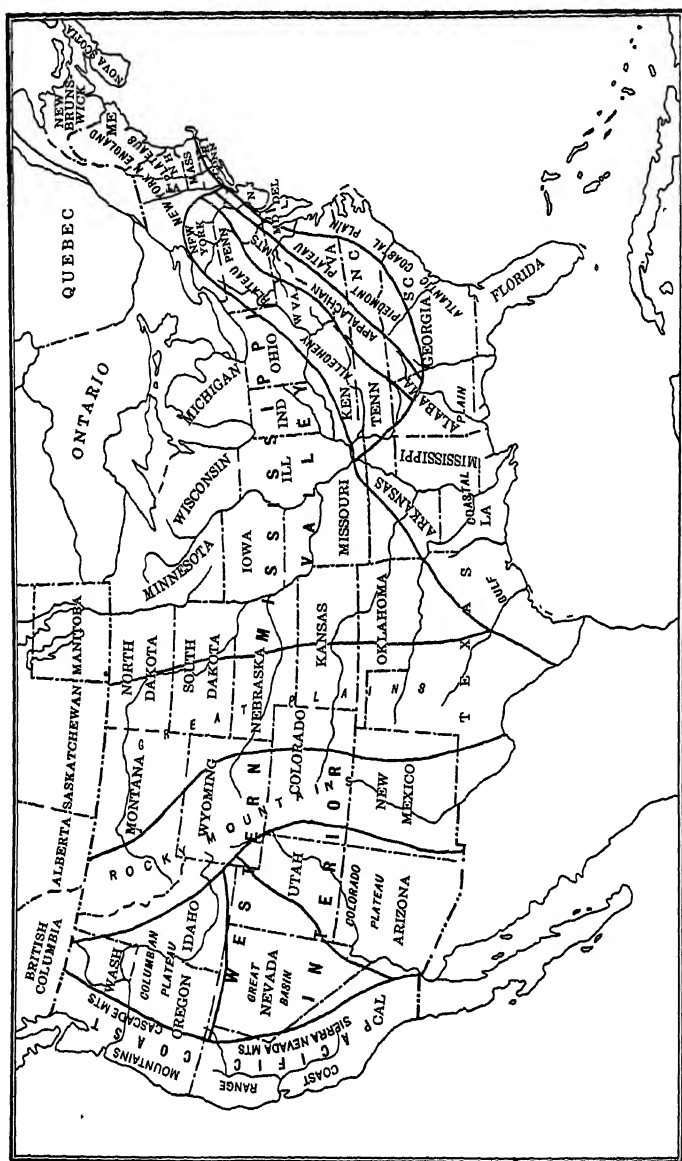 BRITISH
COLUMBIA
ALBERTA
SASKATCHEWAN
MANITOBA
ONTARIO
QUEBEC
NEW
BRUNS
WICK
NOVA SCOTIA
ME
N ENGLAND
PLATEAUS
NEW YORK
VT
N H
MASS
CONN
R I
NEW
YORK
PENN
N J
MD
DEL
PLATEAU
MTS
W VA
VA
N C
S C
ALLEGHENY
APPALACHIAN
PLATEAU
PIEDMONT
ATLANTIC COASTAL PLAIN
GEORGIA
FLORIDA
ALABAMA
MISSISSIPPI
LA
GULF COASTAL PLAIN
ARKANSAS
TENN
KEN
OHIO
IND
ILL
MICHIGAN
WISCONSIN
MINNESOTA
IOWA
MISSOURI
MISSISSIPPI
VALLEY
NORTH
DAKOTA
SOUTH
DAKOTA
NEBRASKA
KANSAS
OKLAHOMA
TEXAS
GREAT PLAINS
MONTANA
WYOMING
COLORADO
NEW
MEXICO
ROCKY MOUNTAINS
WESTERN
INTERIOR
WASH
COLUMBIAN
PLATEAU
OREGON
IDAHO
UTAH
COLORADO
PLATEAU
ARIZONA
GREAT
NEVADA
BASIN
CASCADE MTS
SIERRA NEVADA MTS
CAL
PACIFIC COAST
MOUNTAINS
RANGE
COAST